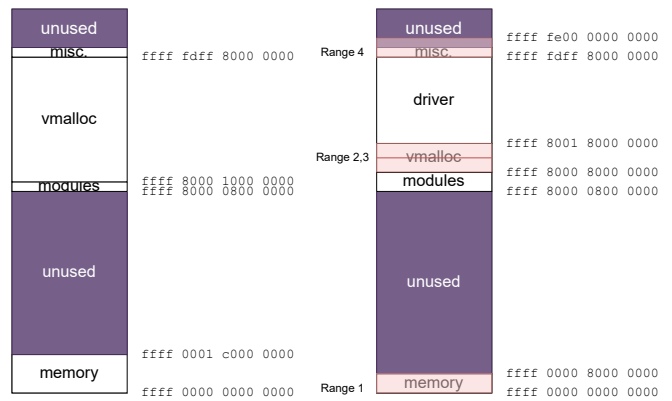 unused
misc.
ffff fdff 8000 0000
vmalloc
ffff 8000 1000 0000
modules
ffff 8000 0800 0000
unused
ffff 0001 c000 0000
memory
ffff 0000 0000 0000
unused
ffff fe00 0000 0000
Range 4
misc.
ffff fdff 8000 0000
driver
ffff 8001 8000 0000
Range 2,3
vmalloc
ffff 8000 8000 0000
modules
ffff 8000 0800 0000
unused
ffff 0000 8000 0000
memory
Range 1
ffff 0000 0000 0000